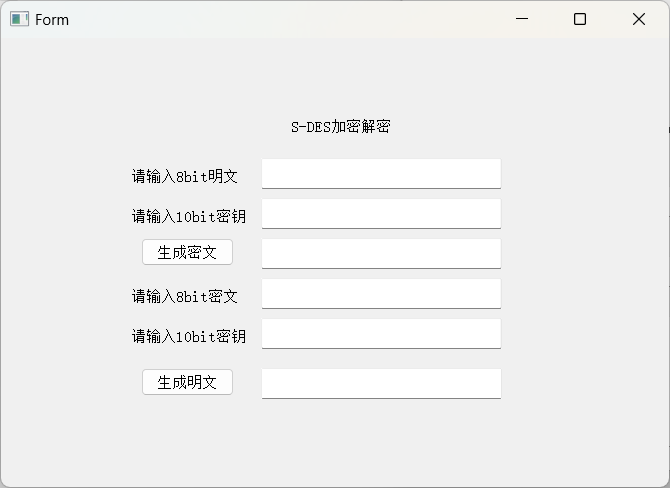 Form
S-DES加密解密
请输入8bit明文
请输入10bit密钥
生成密文
请输入8bit密文
请输入10bit密钥
生成明文